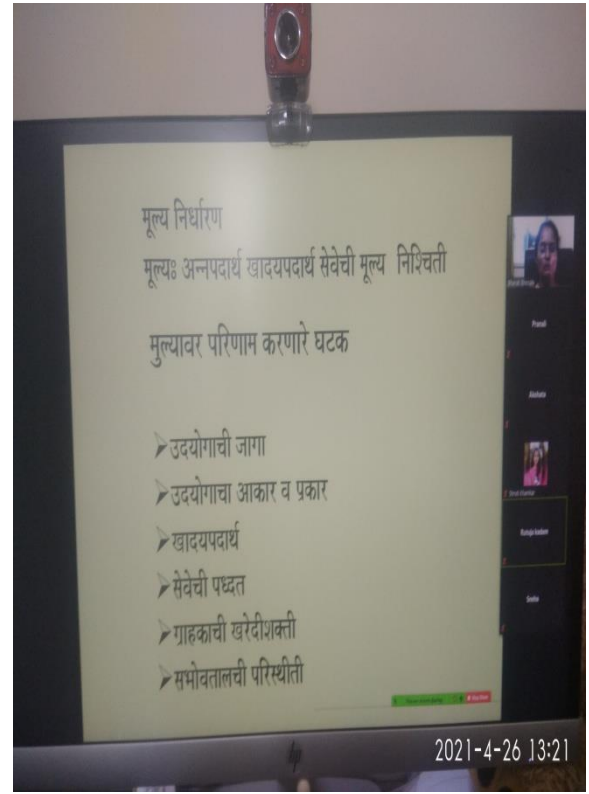 मूल्य निर्धारण
मूल्यः अन्नपदार्थ खादयपदार्थ सेवेची मूल्य निश्चिती
मुल्यावर परिणाम करणारे घटक
➢उदयोगाची जागा
➢उदयोगाचा आकार व प्रकार
➢खादयपदार्थ
➢सेवेची पध्दत
➢ग्राहकाची खरेदीशक्ती
➢सभोवतालची परिस्थीती
Pranali
Akshata
Rutuja kadam
Smita
hp
2021-4-26 13:21